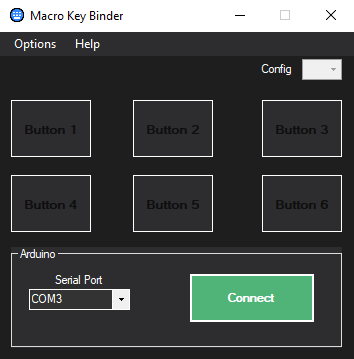 Macro Key Binder
Options Help
Config
Button 1 Button 2 Button 3
Button 4 Button 5 Button 6
Arduino
Serial Port
COM3
Connect